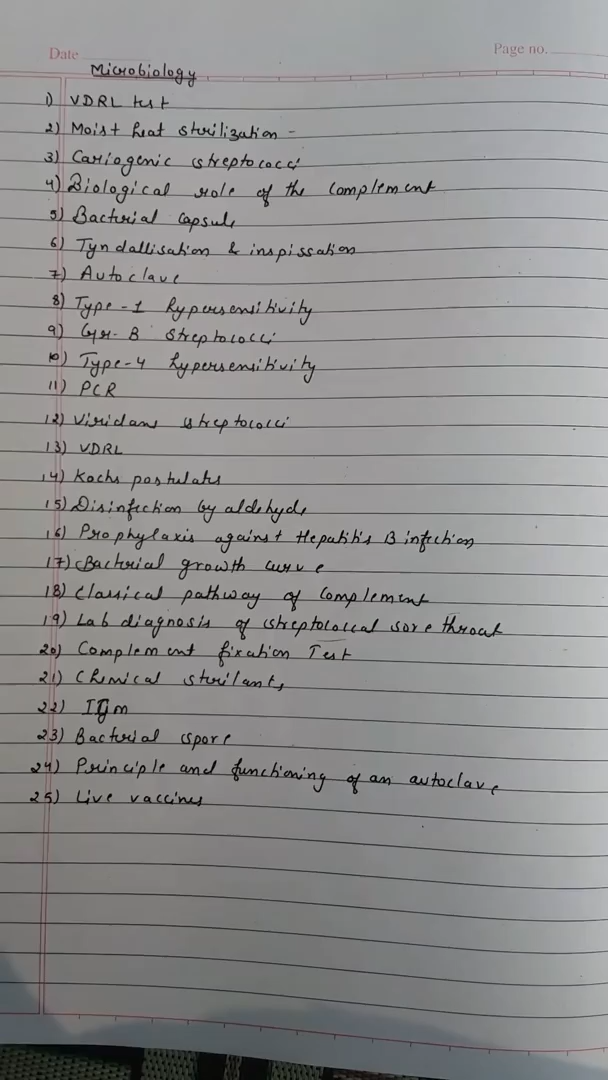 Date
Page no.
Microbiology
1) VDRL test
2) Moist heat sterilization -
3) Cariogenic streptococci
4) Biological role of the complement
5) Bacterial capsule
6) Tyndallisation & inspissation
7) Autoclave
8) Type - 1 hypersensitivity
9) Gr- B streptococci
10) Type-4 hypersensitivity
11) PCR
12) Viridans streptococci
13) VDRL
14) Kochs postulates
15) Disinfection by aldehyde
16) Prophylaxis against Hepatitis B infection
17) Bacterial growth curve
18) Classical pathway of complement
19) Lab diagnosis of streptococcal sore throat
20) Complement fixation Test
21) Chemical sterilants
22) IgM
23) Bacterial spore
24) Principle and functioning of an autoclave
25) Live vaccines